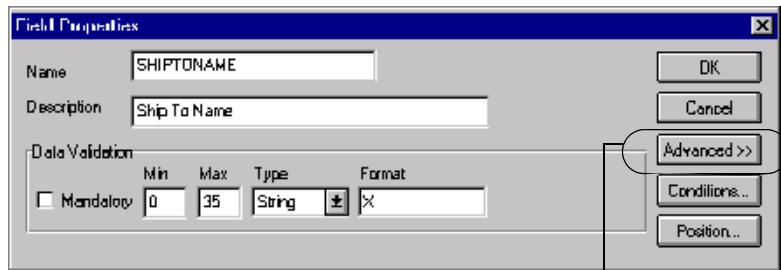 Field Properties
Name SHIPTONAME
OK
Description Ship To Name
Cancel
Data Validation
Advanced >>
Min Max Type Format
Mandatory 0 35 String X
Conditions...
Position...